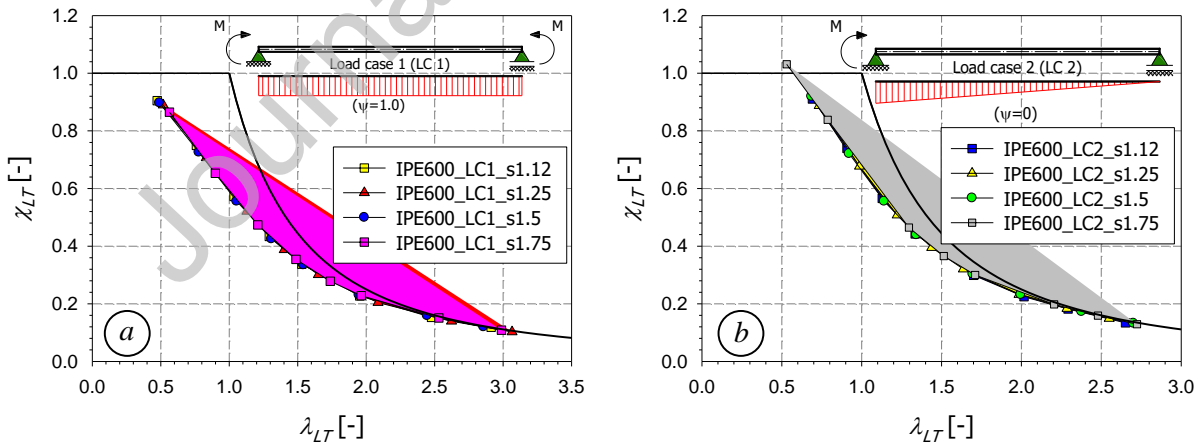 Journal
1.2
1.0
0.8
0.6
0.4
0.2
0.0
χLT [-]
M
M
Load case 1 (LC 1)
(ψ=1.0)
IPE600_LC1_s1.12
IPE600_LC1_s1.25
IPE600_LC1_s1.5
IPE600_LC1_s1.75
a
0.0 0.5 1.0 1.5 2.0 2.5 3.0 3.5
λLT [-]
1.2
1.0
0.8
0.6
0.4
0.2
0.0
χLT [-]
M
Load case 2 (LC 2)
(ψ=0)
IPE600_LC2_s1.12
IPE600_LC2_s1.25
IPE600_LC2_s1.5
IPE600_LC2_s1.75
b
0.0 0.5 1.0 1.5 2.0 2.5 3.0
λLT [-]